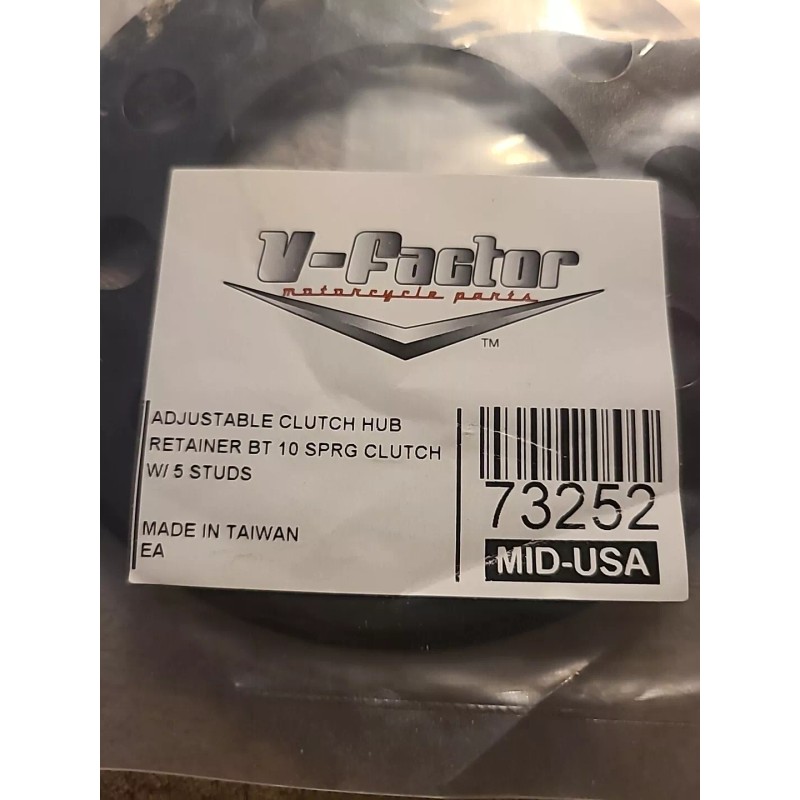 V-Factor
motorcycle parts
TM
ADJUSTABLE CLUTCH HUB
RETAINER BT 10 SPRG CLUTCH
W/ 5 STUDS
MADE IN TAIWAN
EA
73252
MID-USA